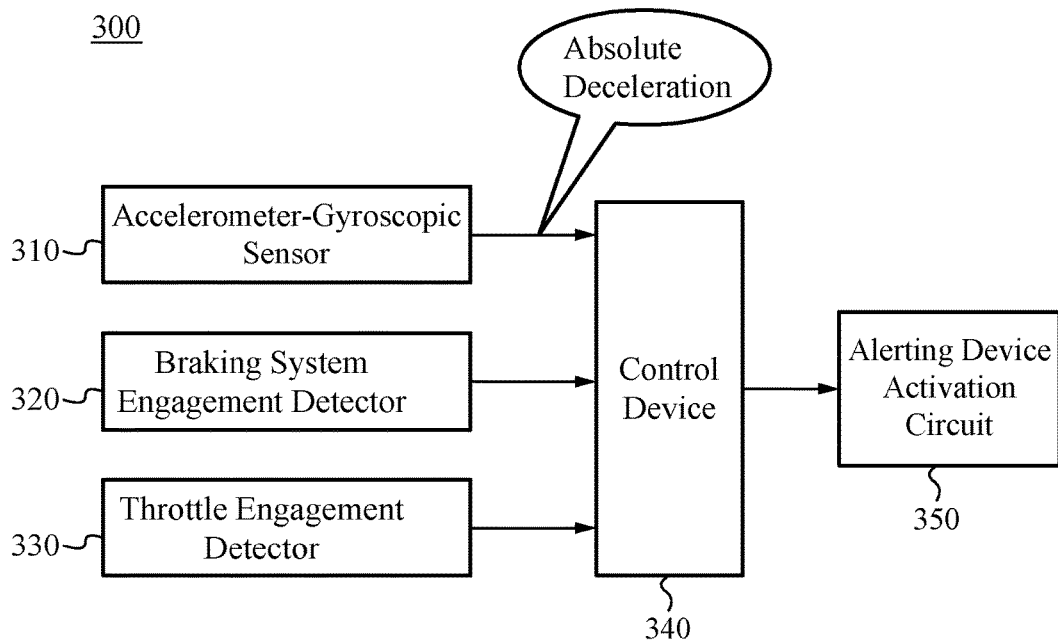 300
Absolute
Deceleration
Accelerometer-Gyroscopic
Sensor
310
Braking System
Engagement Detector
320
Throttle Engagement
Detector
330
Control
Device
340
Alerting Device
Activation
Circuit
350